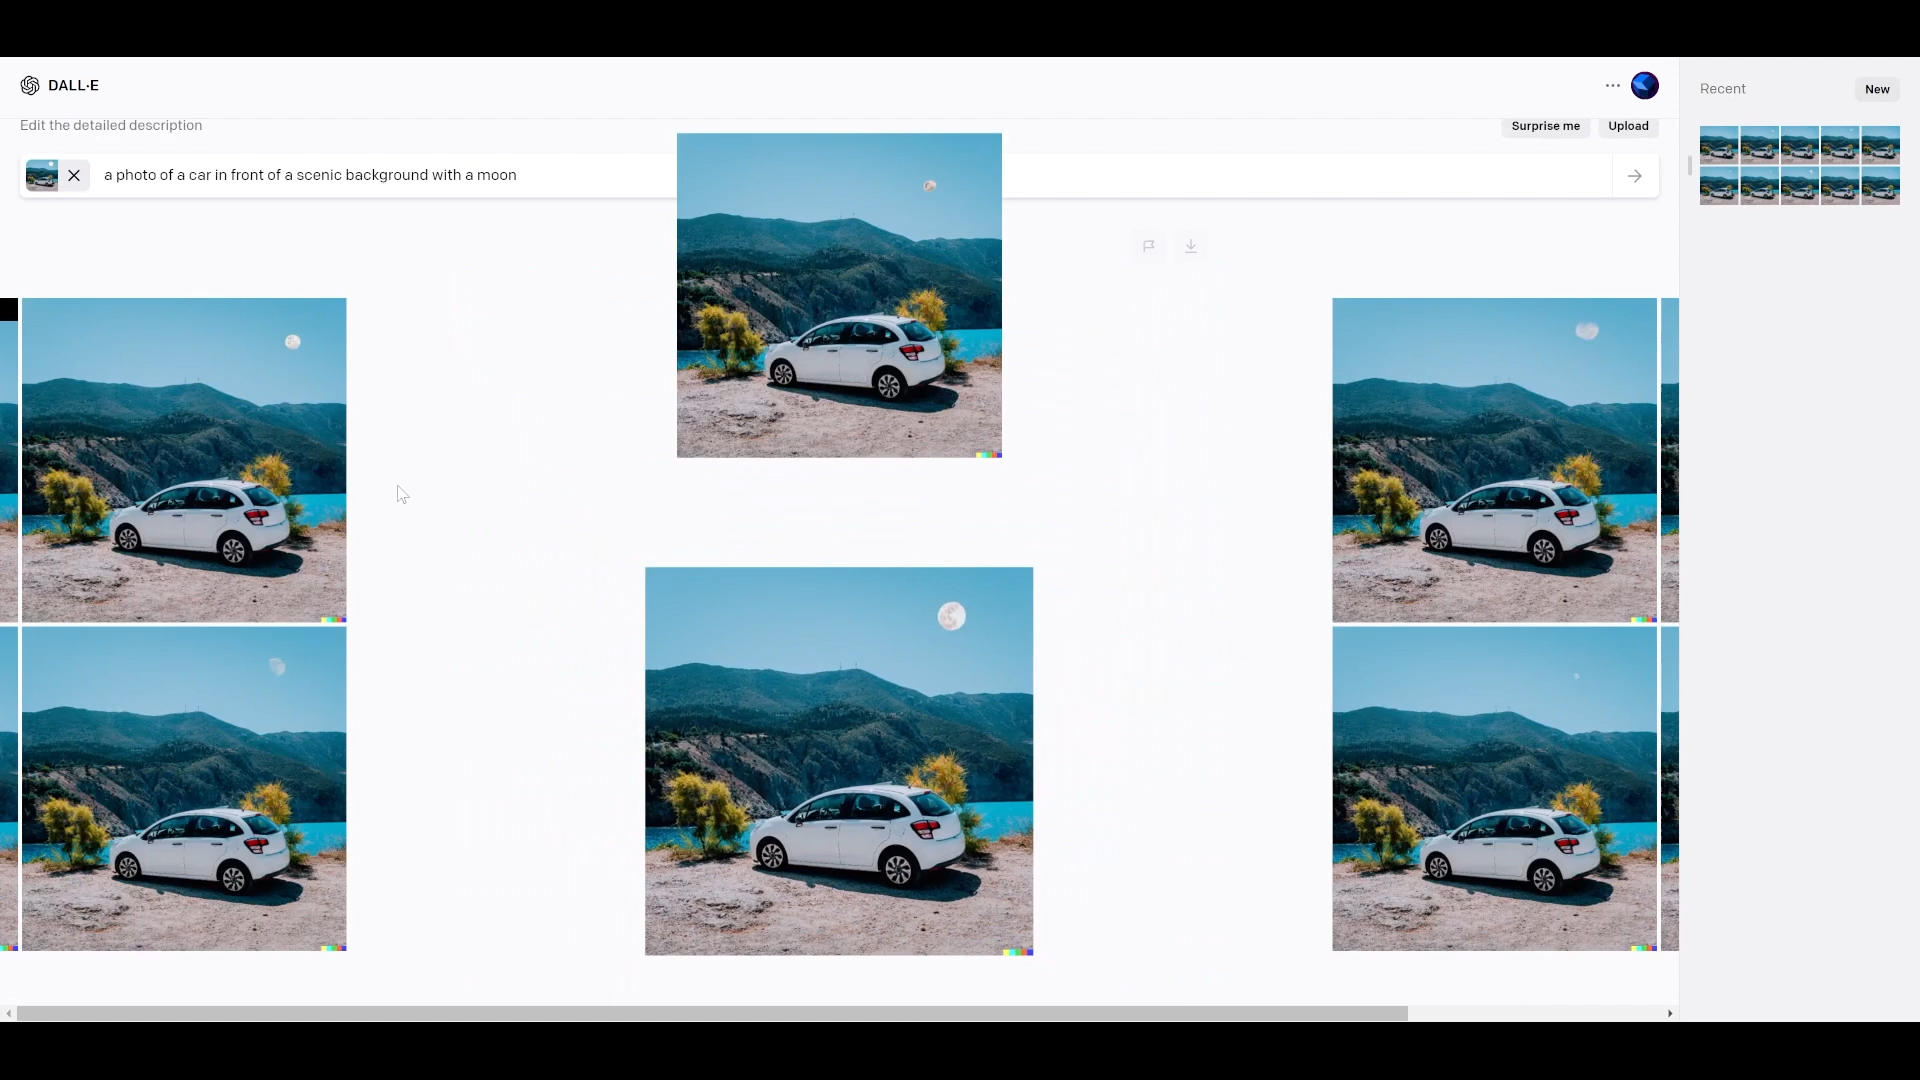 DALL·E
Recent
New
Edit the detailed description
Surprise me
Upload
a photo of a car in front of a scenic background with a moon